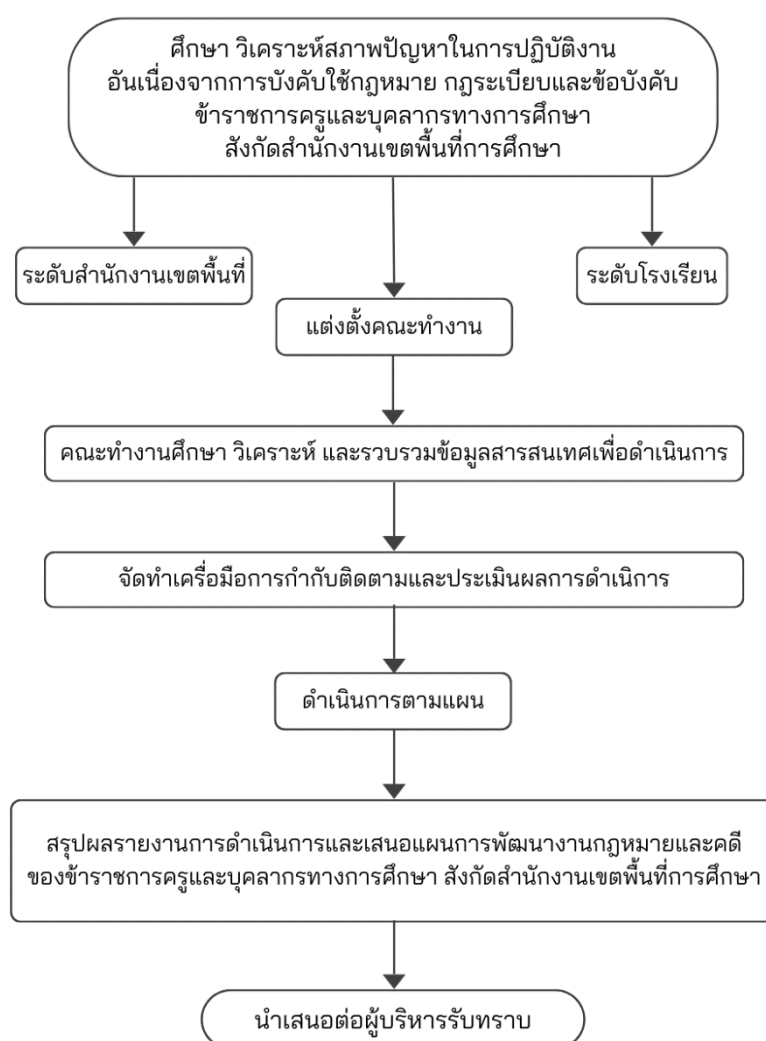 ศึกษา วิเคราะห์สภาพปัญหาในการปฏิบัติงาน
อันเนื่องจากการบังคับใช้กฎหมาย กฎระเบียบและข้อบังคับ
ข้าราชการครูและบุคลากรทางการศึกษา
สังกัดสำนักงานเขตพื้นที่การศึกษา
ระดับสำนักงานเขตพื้นที่
ระดับโรงเรียน
แต่งตั้งคณะทำงาน
คณะทำงานศึกษา วิเคราะห์ และรวบรวมข้อมูลสารสนเทศเพื่อดำเนินการ
จัดทำเครื่อมือการกำกับติดตามและประเมินผลการดำเนิการ
ดำเนินการตามแผน
สรุปผลรายงานการดำเนินการและเสนอแผนการพัฒนางานกฎหมายและคดี
ของข้าราชการครูและบุคลากรทางการศึกษา สังกัดสำนักงานเขตพื้นที่การศึกษา
นำเสนอต่อผู้บริหารรับทราบ